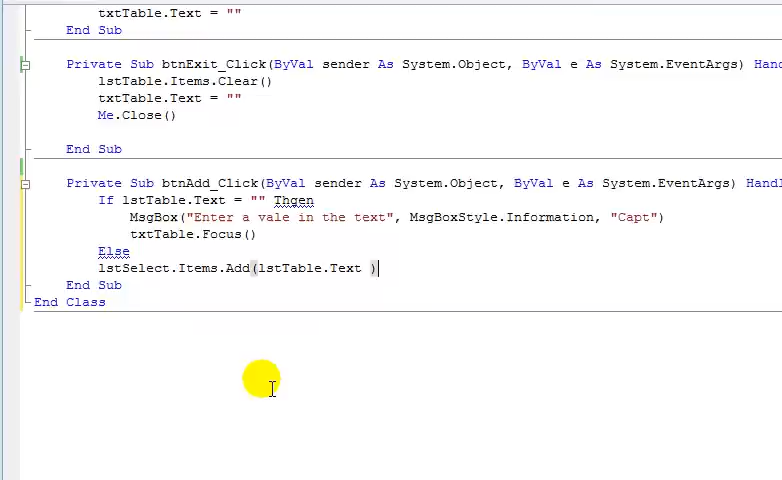 txtTable.Text = ""
End Sub
Private Sub btnExit_Click(ByVal sender As System.Object, ByVal e As System.EventArgs) Hand
lstTable.Items.Clear()
txtTable.Text = ""
Me.Close()
End Sub
Private Sub btnAdd_Click(ByVal sender As System.Object, ByVal e As System.EventArgs) Handl
If lstTable.Text = "" Thgen
MsgBox("Enter a vale in the text", MsgBoxStyle.Information, "Capt")
txtTable.Focus()
Else
lstSelect.Items.Add(lstTable.Text )
End Sub
End Class